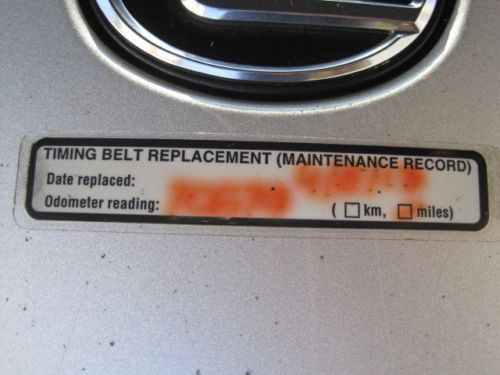 TIMING BELT REPLACEMENT (MAINTENANCE RECORD)
Date replaced:
Odometer reading: ( ☐ km, ☐ miles)